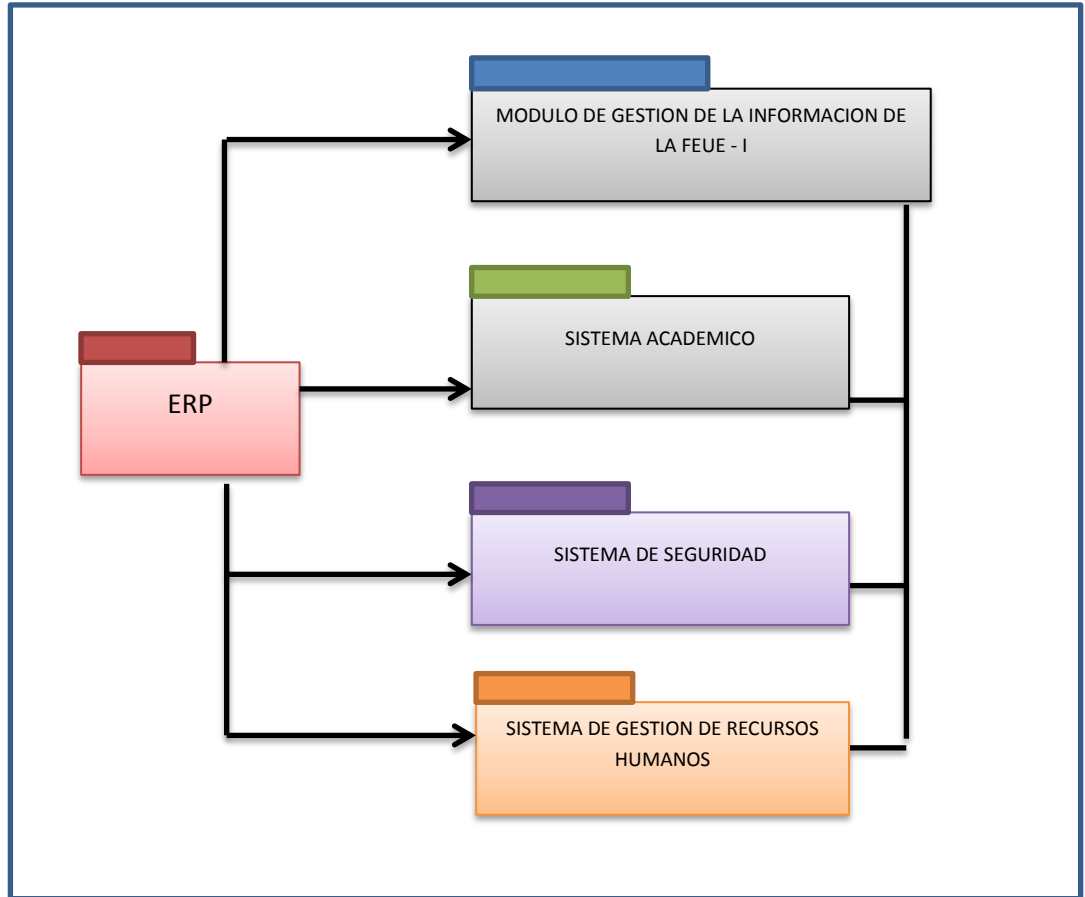 MODULO DE GESTION DE LA INFORMACION DE
LA FEUE - I
SISTEMA ACADEMICO
ERP
SISTEMA DE SEGURIDAD
SISTEMA DE GESTION DE RECURSOS
HUMANOS